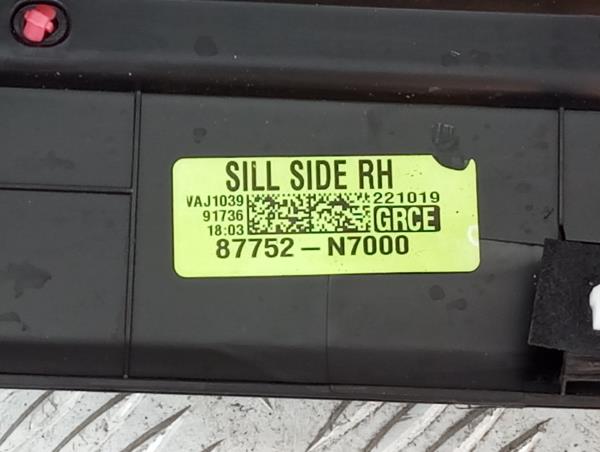 SILL SIDE RH
VAJ1039 221019
91736
18:03 GRCE
87752-N7000